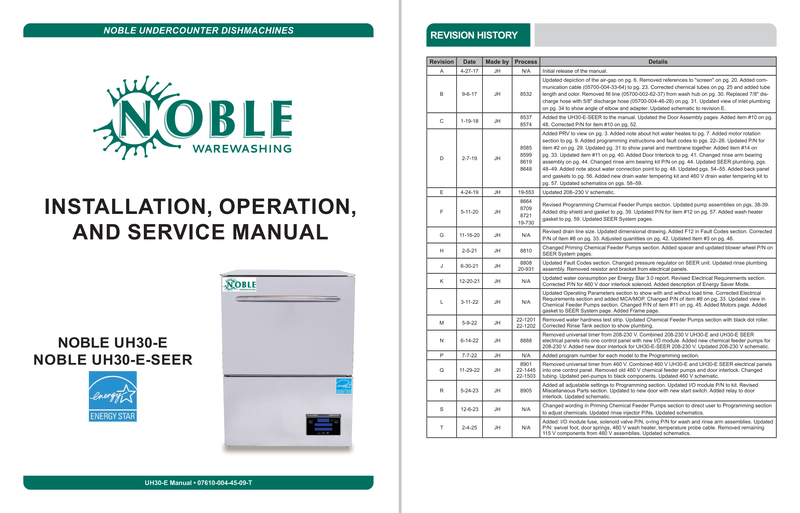 NOBLE UNDERCOUNTER DISHMACHINES
NOBLE
WAREWASHING
INSTALLATION, OPERATION,
AND SERVICE MANUAL
NOBLE
NOBLE UH30-E
NOBLE UH30-E-SEER
energy
ENERGY STAR
UH30-E Manual • 07610-004-45-09-T
REVISION HISTORY
Revision Date Made by Process Details
A 4-27-17 JH N/A Initial release of the manual.
B 9-6-17 JH 8532 Updated depiction of the air-gap on pg. 6. Removed references to "screen" on pg. 20. Added com-
munication cable (05700-004-33-64) to pg. 23. Corrected chemical tubes on pg. 25 and added tube
length and color. Removed fill line (05700-002-62-37) from wash hub on pg. 30. Replaced 7/8" dis-
charge hose with 5/8" discharge hose (05700-004-46-28) on pg. 31. Updated view of inlet plumbing
on pg. 34 to show angle of elbow and adapter. Updated schematic to revision E.
C 1-19-18 JH 8537
8574 Added the UH30-E-SEER to the manual. Updated the Door Assembly pages. Added item #10 on pg.
48. Corrected P/N for item #10 on pg. 52.
D 2-7-19 JH 8585
8599
8619
8648 Added PRV to view on pg. 3. Added note about hot water heates to pg. 7. Added motor rotation
section to pg. 9. Added programming instructions and fault codes to pgs. 22–26. Updated P/N for
item #2 on pg. 29. Updated pg. 31 to show panel and membrane together. Added item #14 on
pg. 33. Updated item #11 on pg. 40. Added Door Interlock to pg. 41. Changed rinse arm bearing
assembly on pg. 44. Changed rinse arm bearing kit P/N on pg. 44. Updated SEER plumbing, pgs.
48–49. Added note about water connection point to pg. 48. Updated pgs. 54–55. Added back panel
and gaskets to pg. 56. Added new drain water tempering kit and 460 V drain water tempering kit to
pg. 57. Updated schematics on pgs. 58–59.
E 4-24-19 JH 19-553 Updated 208–230 V schematic.
F 5-11-20 JH 8664
8709
8721
19-730 Revised Programming Chemical Feeder Pumps section. Updated pump assemblies on pgs. 38-39.
Added drip shield and gasket to pg. 39. Updated P/N for item #12 on pg. 57. Added wash heater
gasket to pg. 59. Updated SEER System pages.
G 11-16-20 JH N/A Revised drain line size. Updated dimensional drawing. Added F12 in Fault Codes section. Corrected
P/N of item #8 on pg. 33. Adjusted quantities on pg. 42. Updated Item #3 on pg. 46.
H 2-5-21 JH 8810 Changed Priming Chemical Feeder Pumps section. Added spacer and updated blower wheel P/N on
SEER System pages.
J 6-30-21 JH 8808
20-931 Updated Fault Codes section. Changed pressure regulator on SEER unit. Updated rinse plumbing
assembly. Removed resistor and bracket from electrical panels.
K 12-20-21 JH N/A Updated water consumption per Energy Star 3.0 report. Revised Electrical Requirements section.
Corrected P/N for 460 V door interlock solenoid. Added description of Energy Saver Mode.
L 3-11-22 JH N/A Updated Operating Parameters section to show with and without load time. Corrected Electrical
Requirements section and added MCA/MOP. Changed P/N of item #8 on pg. 33. Updated view in
Chemical Feeder Pumps section. Changed P/N of item #11 on pg. 45. Added Motors page. Added
gasket to SEER System page. Added Frame page.
M 5-9-22 JH 22-1201
22-1202 Removed water hardness test strip. Updated Chemical Feeder Pumps section with black dot roller.
Corrected Rinse Tank section to show plumbing.
N 6-14-22 JH 8888 Removed universal timer from 208-230 V. Combined 208-230 V UH30-E and UH30-E SEER
electrical panels into one control panel with new I/O module. Added new chemical feeder pumps for
208-230 V. Added new door interlock for UH30-E-SEER 208-230 V. Updated 208-230 V schematic.
P 7-7-22 JH N/A Added program number for each model to the Programming section.
Q 11-29-22 JH 8901
22-1445
22-1503 Removed universal timer from 460 V. Combined 460 V UH30-E and UH30-E SEER electrical panels
into one control panel. Removed old 460 V chemical feeder pumps and door interlock. Changed
tubing. Updated peri-pumps to black components. Updated 460 V schematic.
R 5-24-23 JH 8905 Added all adjustable settings to Programming section. Updated I/O module P/N to kit. Revised
Miscellaneous Parts section. Updated to new door with new start switch. Added relay to door
interlock. Updated schematic.
S 12-6-23 JH N/A Changed wording in Priming Chemical Feeder Pumps section to direct user to Programming section
to adjust chemicals. Updated rinse injector P/Ns. Updated schematics.
T 2-4-25 JH N/A Added: I/O module fuse, solenoid valve P/N, o-ring P/N for wash and rinse arm assemblies. Updated
P/N: swivel foot, door springs, 460 V wash heater, temperature probe cable. Removed remaining
115 V components from 460 V assemblies. Updated schematics.